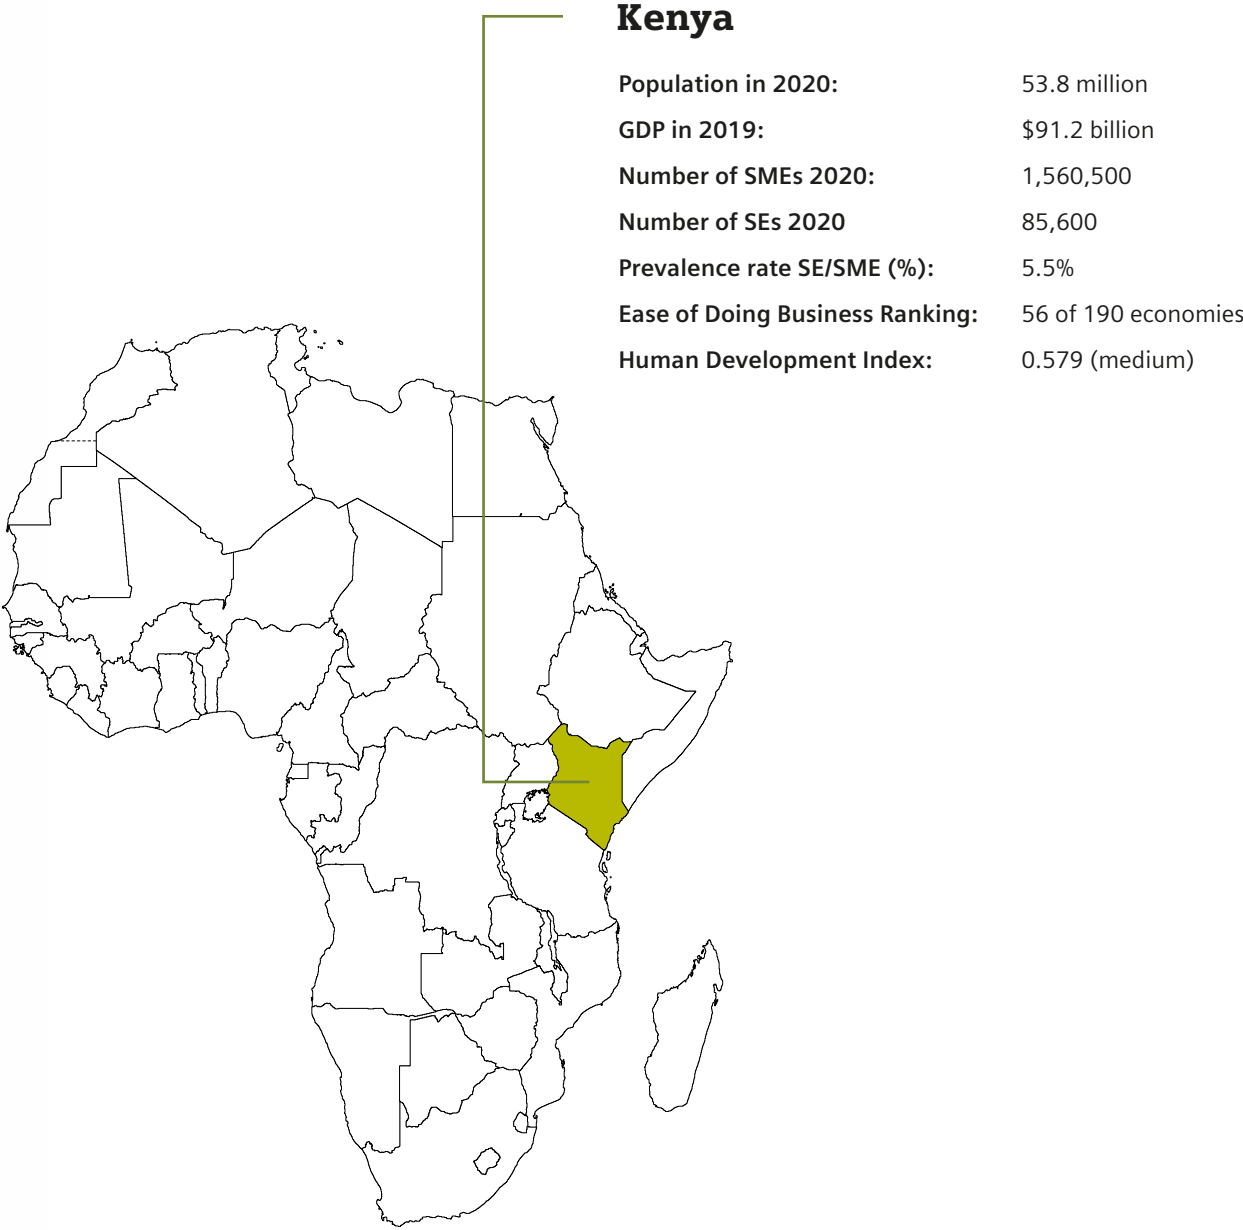 Kenya
Population in 2020: 53.8 million
GDP in 2019: $91.2 billion
Number of SMEs 2020: 1,560,500
Number of SEs 2020 85,600
Prevalence rate SE/SME (%): 5.5%
Ease of Doing Business Ranking: 56 of 190 economies
Human Development Index: 0.579 (medium)